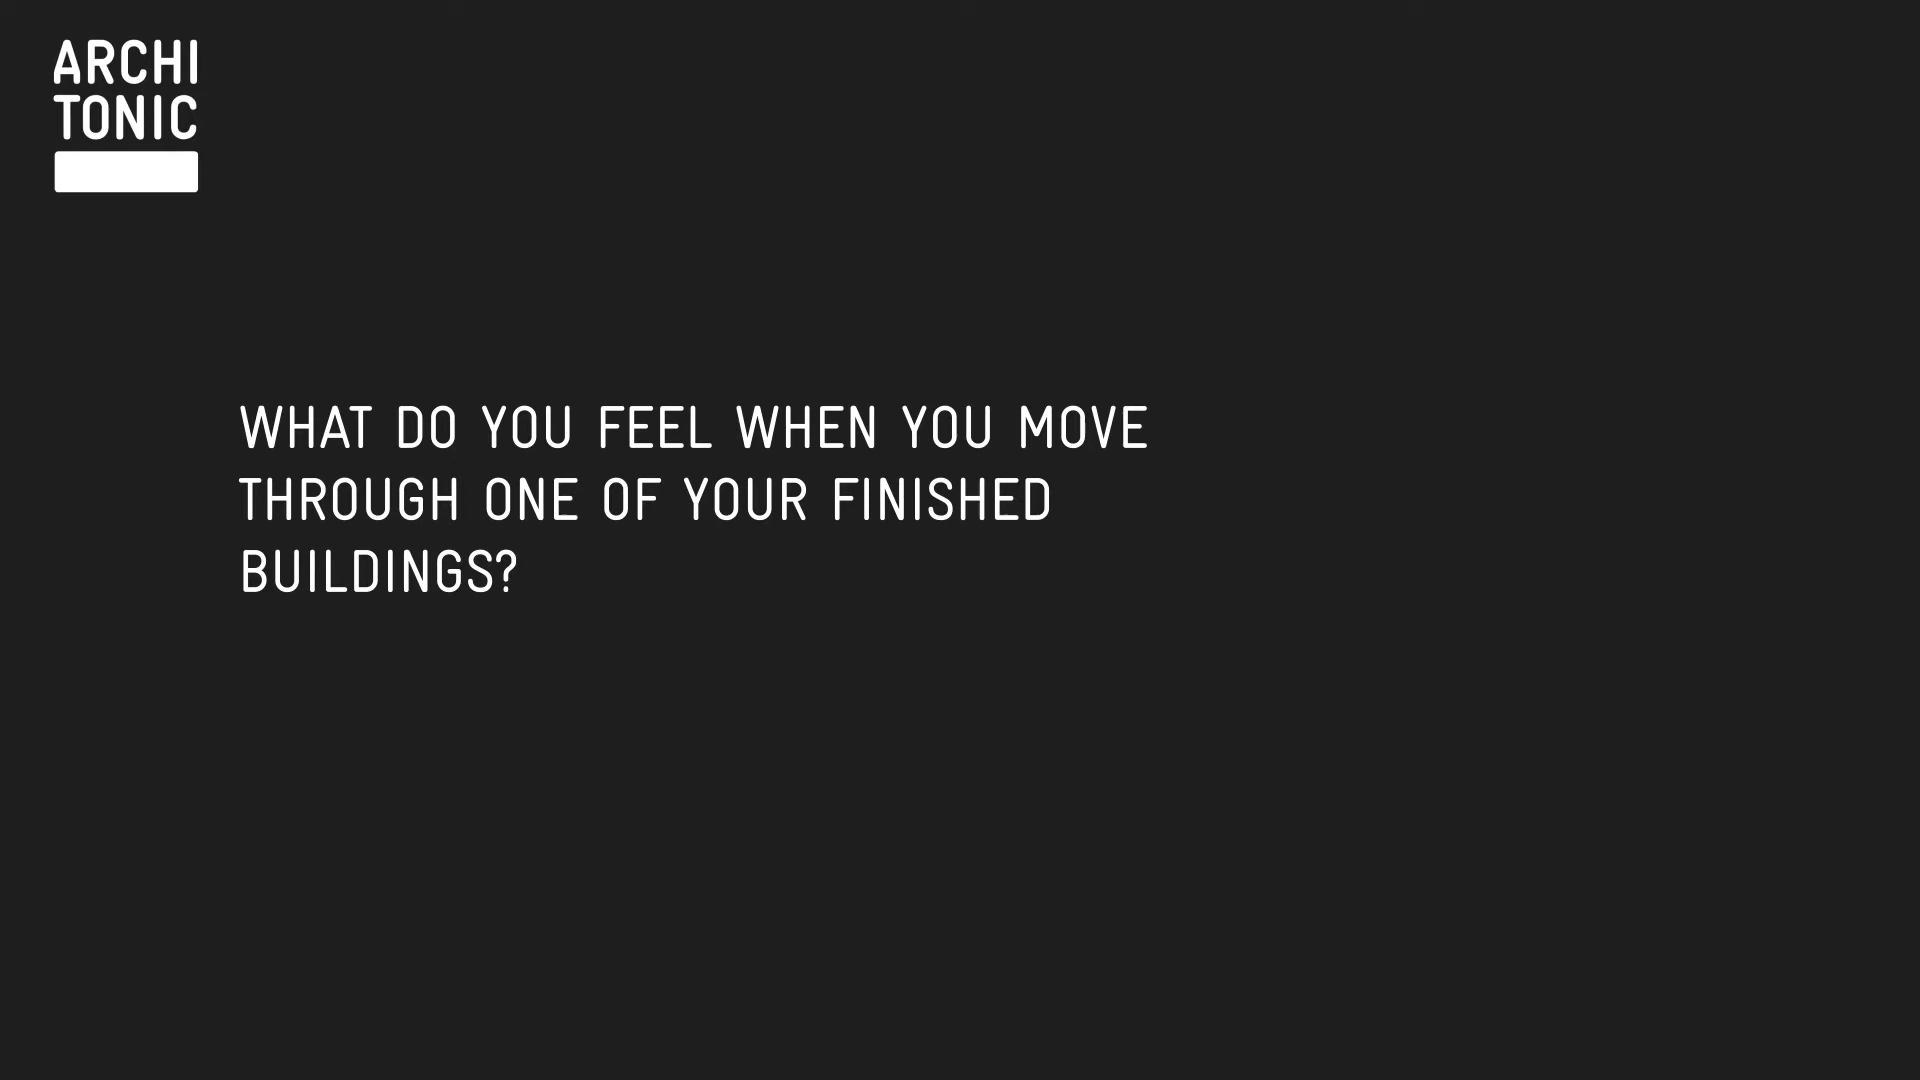 ARCHI
TONIC
WHAT DO YOU FEEL WHEN YOU MOVE
THROUGH ONE OF YOUR FINISHED
BUILDINGS?